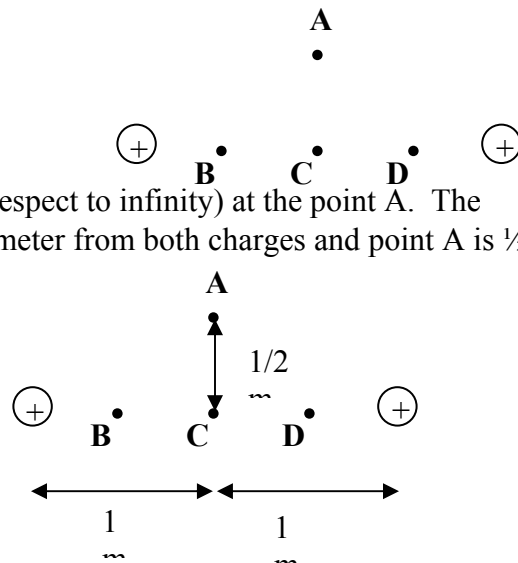 A
+ +
B C D
espect to infinity) at the point A. The
meter from both charges and point A is ½
A
1/2
m
+ +
B C D
1 1
m m